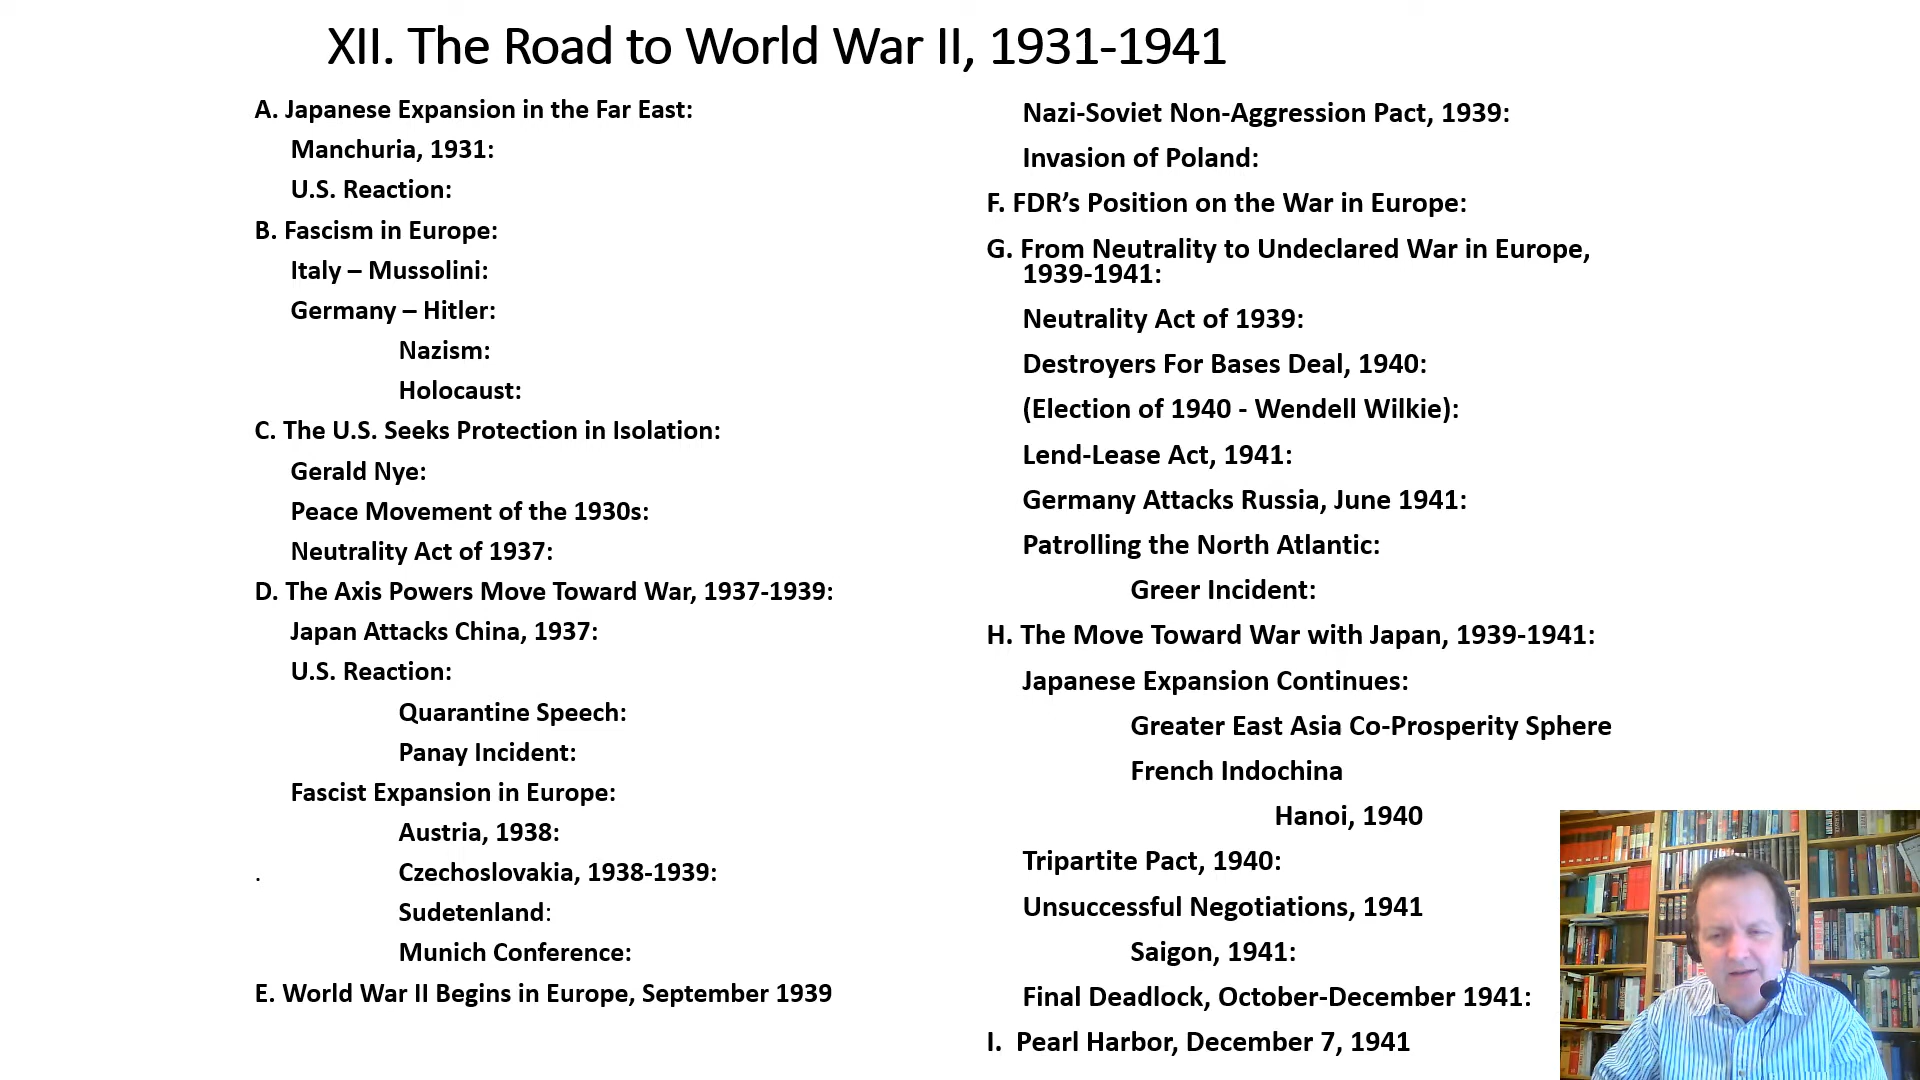 XII. The Road to World War II, 1931-1941
A. Japanese Expansion in the Far East:
Manchuria, 1931:
U.S. Reaction:
B. Fascism in Europe:
Italy – Mussolini:
Germany – Hitler:
Nazism:
Holocaust:
C. The U.S. Seeks Protection in Isolation:
Gerald Nye:
Peace Movement of the 1930s:
Neutrality Act of 1937:
D. The Axis Powers Move Toward War, 1937-1939:
Japan Attacks China, 1937:
U.S. Reaction:
Quarantine Speech:
Panay Incident:
Fascist Expansion in Europe:
Austria, 1938:
. Czechoslovakia, 1938-1939:
Sudetenland:
Munich Conference:
E. World War II Begins in Europe, September 1939
Nazi-Soviet Non-Aggression Pact, 1939:
Invasion of Poland:
F. FDR’s Position on the War in Europe:
G. From Neutrality to Undeclared War in Europe,
1939-1941:
Neutrality Act of 1939:
Destroyers For Bases Deal, 1940:
(Election of 1940 - Wendell Wilkie):
Lend-Lease Act, 1941:
Germany Attacks Russia, June 1941:
Patrolling the North Atlantic:
Greer Incident:
H. The Move Toward War with Japan, 1939-1941:
Japanese Expansion Continues:
Greater East Asia Co-Prosperity Sphere
French Indochina
Hanoi, 1940
Tripartite Pact, 1940:
Unsuccessful Negotiations, 1941
Saigon, 1941:
Final Deadlock, October-December 1941:
I. Pearl Harbor, December 7, 1941